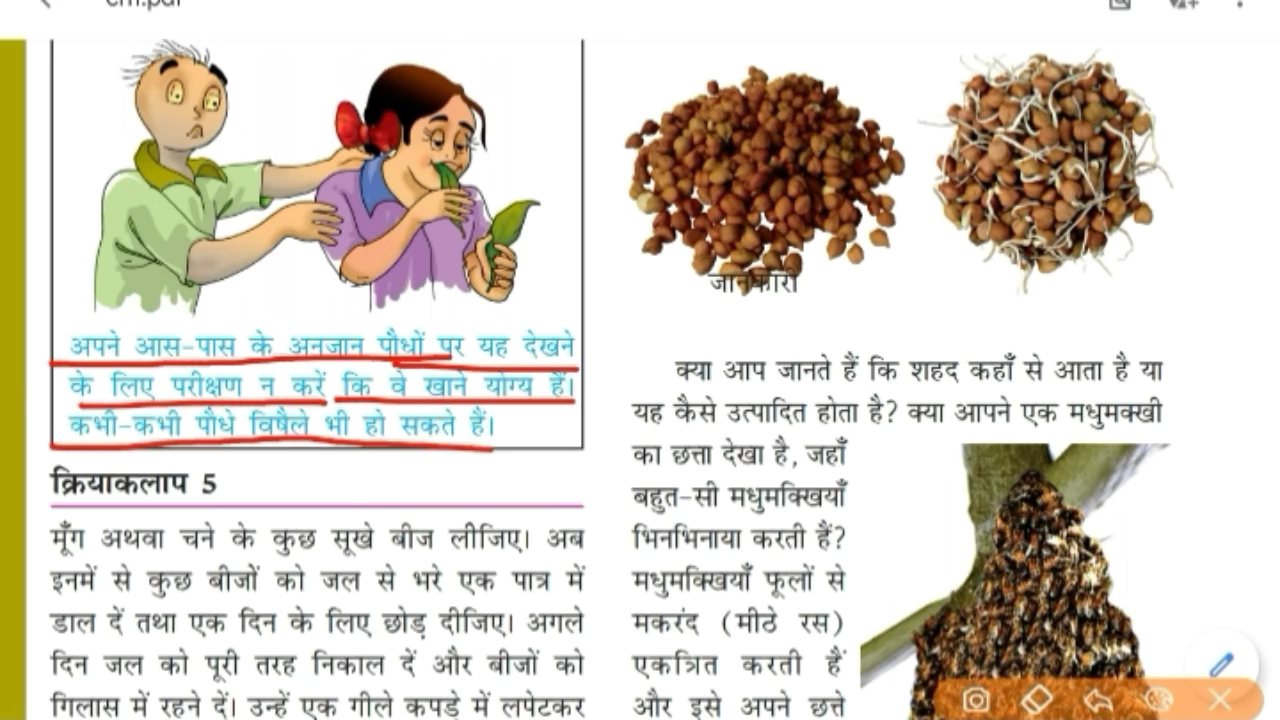 अपने आस-पास के अनजान पौधों पर यह देखने
के लिए परीक्षण न करें कि वे खाने योग्य हैं।
कभी-कभी पौधे विषैले भी हो सकते हैं।
क्रियाकलाप 5
मूँग अथवा चने के कुछ सूखे बीज लीजिए। अब
इनमें से कुछ बीजों को जल से भरे एक पात्र में
डाल दें तथा एक दिन के लिए छोड़ दीजिए। अगले
दिन जल को पूरी तरह निकाल दें और बीजों को
गिलास में रहने दें। उन्हें एक गीले कपड़े में लपेटकर
जानकारी
क्या आप जानते हैं कि शहद कहाँ से आता है या
यह कैसे उत्पादित होता है? क्या आपने एक मधुमक्खी
का छत्ता देखा है, जहाँ
बहुत-सी मधुमक्खियाँ
भिनभिनाया करती हैं?
मधुमक्खियाँ फूलों से
मकरंद (मीठे रस)
एकत्रित करती हैं
और इसे अपने छत्ते